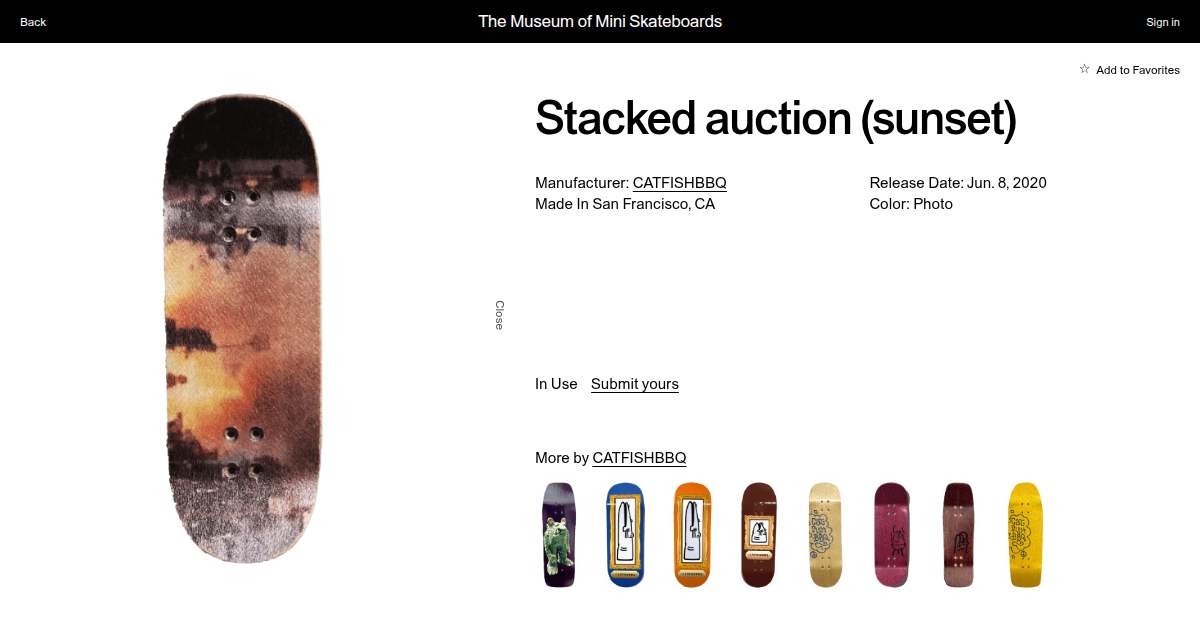 Back
The Museum of Mini Skateboards
Sign in
☆ Add to Favorites
Stacked auction (sunset)
Manufacturer: CATFISHBBQ
Release Date: Jun. 8, 2020
Made In San Francisco, CA
Color: Photo
Close
In Use Submit yours
More by CATFISHBBQ